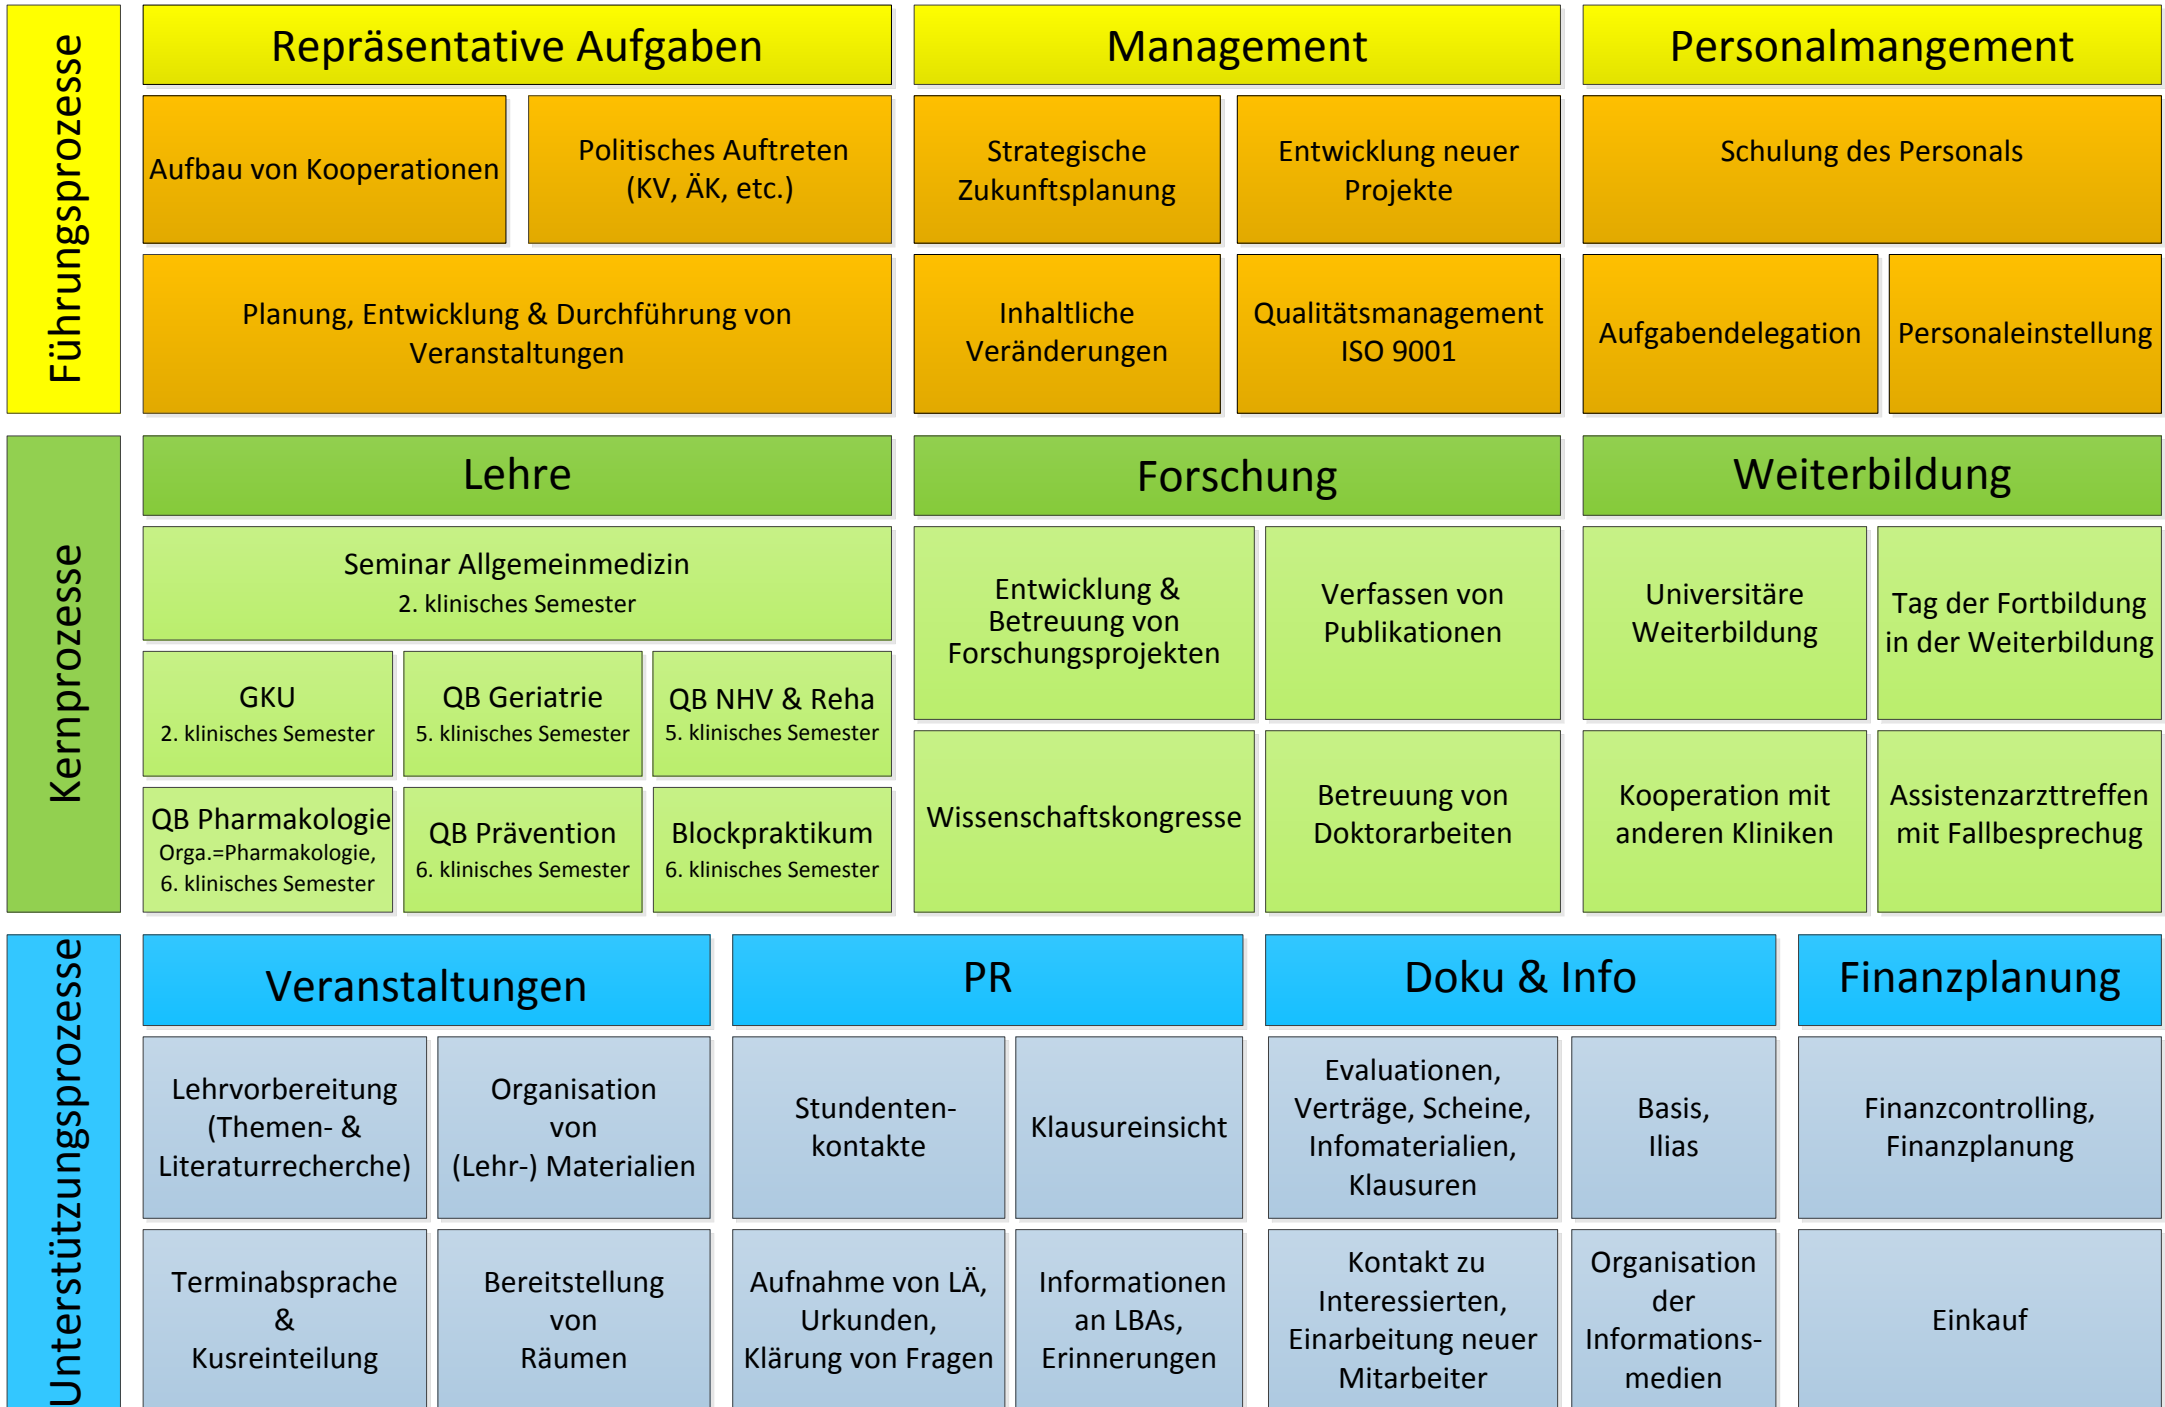 Führungsprozesse
Repräsentative Aufgaben
Aufbau von Kooperationen
Politisches Auftreten
(KV, ÄK, etc.)
Planung, Entwicklung & Durchführung von
Veranstaltungen
Management
Strategische
Zukunftsplanung
Entwicklung neuer
Projekte
Inhaltliche
Veränderungen
Qualitätsmanagement
ISO 9001
Personalmangement
Schulung des Personals
Aufgabendelegation
Personaleinstellung
Kernprozesse
Lehre
Seminar Allgemeinmedizin
2. klinisches Semester
GKU
2. klinisches Semester
QB Geriatrie
5. klinisches Semester
QB NHV & Reha
5. klinisches Semester
QB Pharmakologie
Orga.=Pharmakologie,
6. klinisches Semester
QB Prävention
6. klinisches Semester
Blockpraktikum
6. klinisches Semester
Forschung
Entwicklung &
Betreuung von
Forschungsprojekten
Verfassen von
Publikationen
Wissenschaftskongresse
Betreuung von
Doktorarbeiten
Weiterbildung
Universitäre
Weiterbildung
Tag der Fortbildung
in der Weiterbildung
Kooperation mit
anderen Kliniken
Assistenzarzttreffen
mit Fallbesprechug
Unterstützungsprozesse
Veranstaltungen
Lehrvorbereitung
(Themen- &
Literaturrecherche)
Organisation
von
(Lehr-) Materialien
Terminabsprache
&
Kusreinteilung
Bereitstellung
von
Räumen
PR
Stundenten-
kontakte
Klausureinsicht
Aufnahme von LÄ,
Urkunden,
Klärung von Fragen
Informationen
an LBAs,
Erinnerungen
Doku & Info
Evaluationen,
Verträge, Scheine,
Infomaterialien,
Klausuren
Basis,
Ilias
Kontakt zu
Interessierten,
Einarbeitung neuer
Mitarbeiter
Organisation
der
Informations-
medien
Finanzplanung
Finanzcontrolling,
Finanzplanung
Einkauf